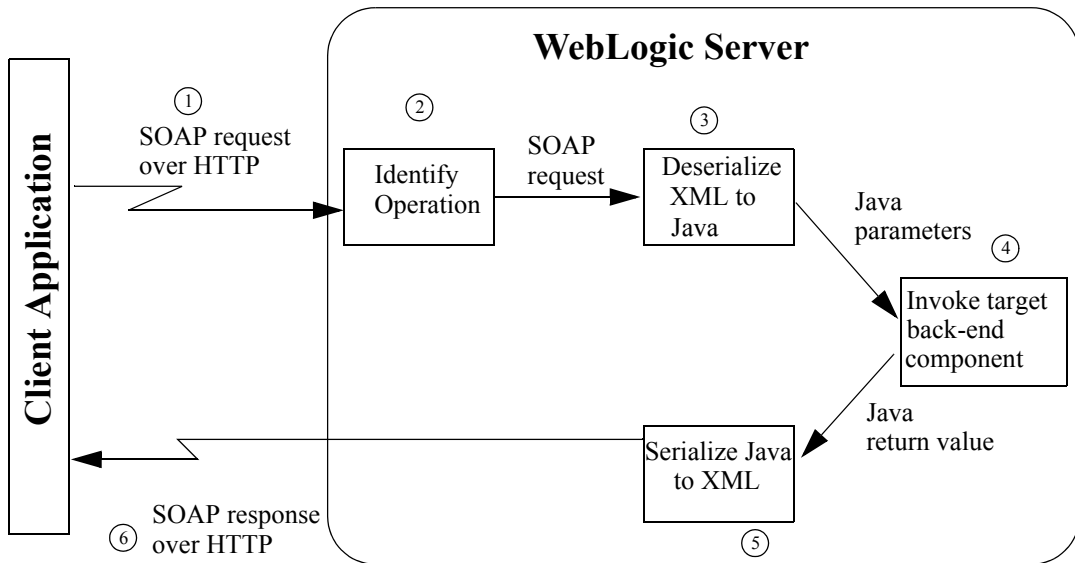 WebLogic Server
Client Application
1
SOAP request
over HTTP
2
Identify
Operation
SOAP
request
3
Deserialize
XML to
Java
Java
parameters
4
Invoke target
back-end
component
Java
return value
Serialize Java
to XML
5
6
SOAP response
over HTTP